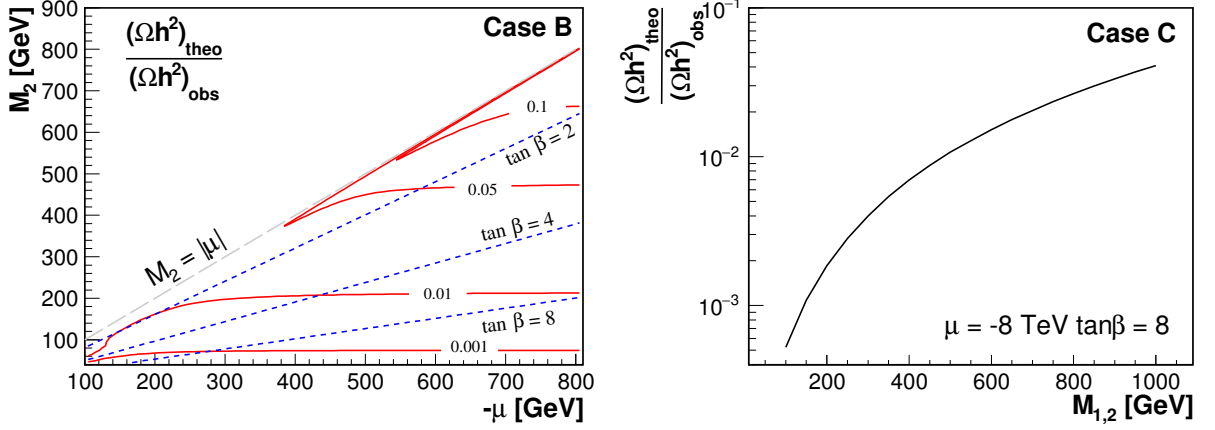 Case B
(Ωh²)theo
(Ωh²)obs
M₂ [GeV]
900
800
700
600
500
400
300
200
100
0.1
tan β = 2
0.05
M₂ = |μ|
tan β = 4
0.01
tan β = 8
0.001
100 200 300 400 500 600 700 800
-μ [GeV]
Case C
(Ωh²)theo
(Ωh²)obs
10⁻¹
10⁻²
10⁻³
μ = -8 TeV tanβ = 8
200 400 600 800 1000
M₁,₂ [GeV]